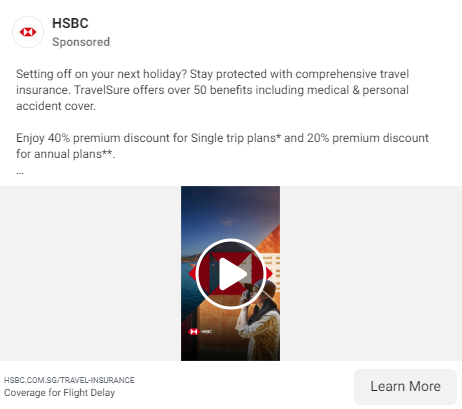 HSBC
Sponsored
Setting off on your next holiday? Stay protected with comprehensive travel
insurance. TravelSure offers over 50 benefits including medical & personal
accident cover.
Enjoy 40% premium discount for Single trip plans* and 20% premium discount
for annual plans**.
...
HSBC
HSBC.COM.SG/TRAVEL-INSURANCE
Coverage for Flight Delay
Learn More